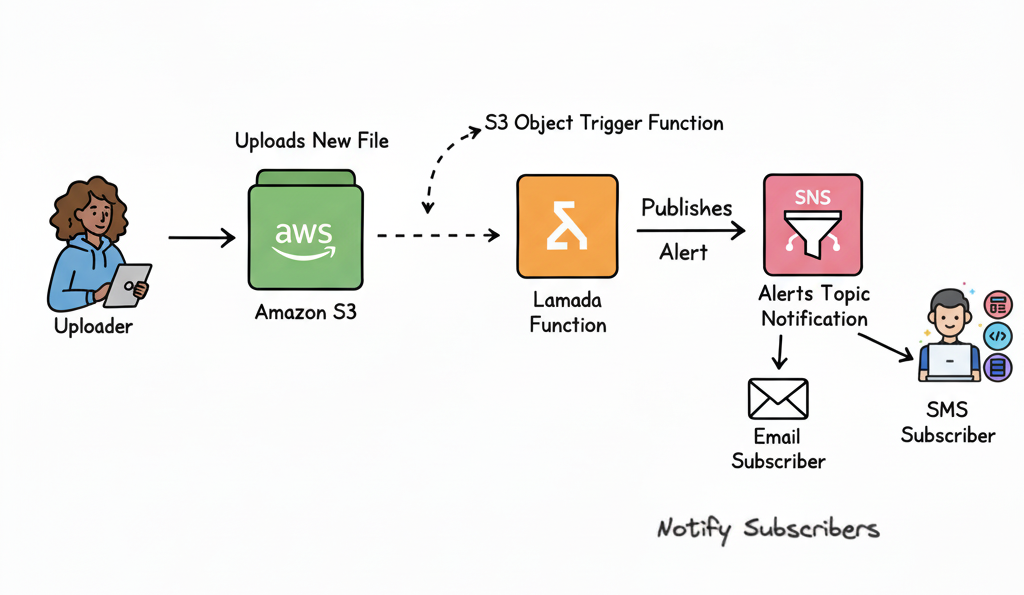 Uploads New File
S3 Object Trigger Function
aws
SNS
Publishes
Alert
Uploader
Amazon S3
Lamada
Function
Alerts Topic
Notification
Email
Subscriber
SMS
Subscriber
Notify Subscribers